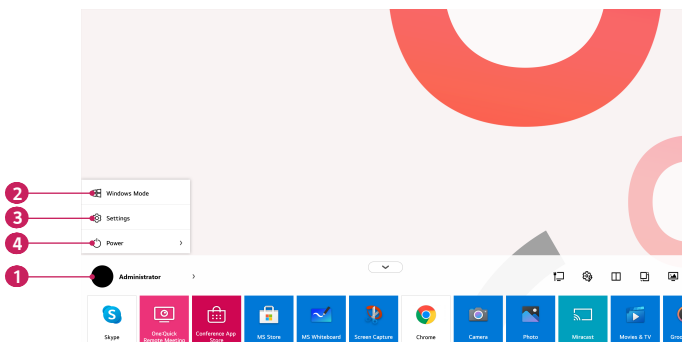 2
Windows Mode
3
Settings
4
Power
1
Administrator
Skype
One:Quick
Remote Meeting
Conference App
Store
MS Store
MS Whiteboard
Screen Capture
Chrome
Camera
Photo
Miracast
Movies & TV